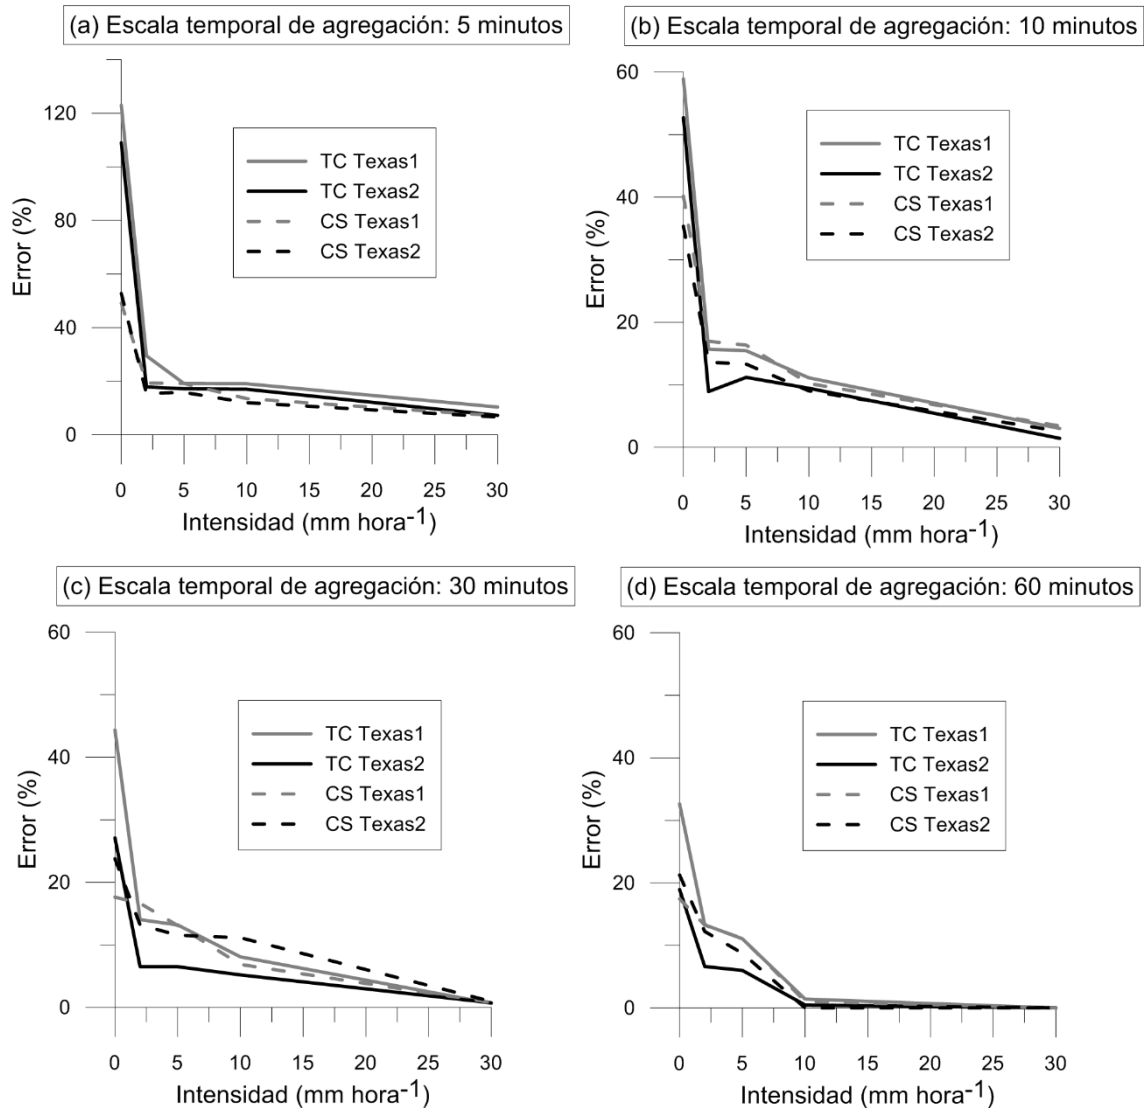 (a) Escala temporal de agregación: 5 minutos
120
80
40
0
Error (%)
TC Texas1
TC Texas2
CS Texas1
CS Texas2
0 5 10 15 20 25 30
Intensidad (mm hora-1)
(b) Escala temporal de agregación: 10 minutos
60
40
20
0
Error (%)
TC Texas1
TC Texas2
CS Texas1
CS Texas2
0 5 10 15 20 25 30
Intensidad (mm hora-1)
(c) Escala temporal de agregación: 30 minutos
60
40
20
0
Error (%)
TC Texas1
TC Texas2
CS Texas1
CS Texas2
0 5 10 15 20 25 30
Intensidad (mm hora-1)
(d) Escala temporal de agregación: 60 minutos
60
40
20
0
Error (%)
TC Texas1
TC Texas2
CS Texas1
CS Texas2
0 5 10 15 20 25 30
Intensidad (mm hora-1)